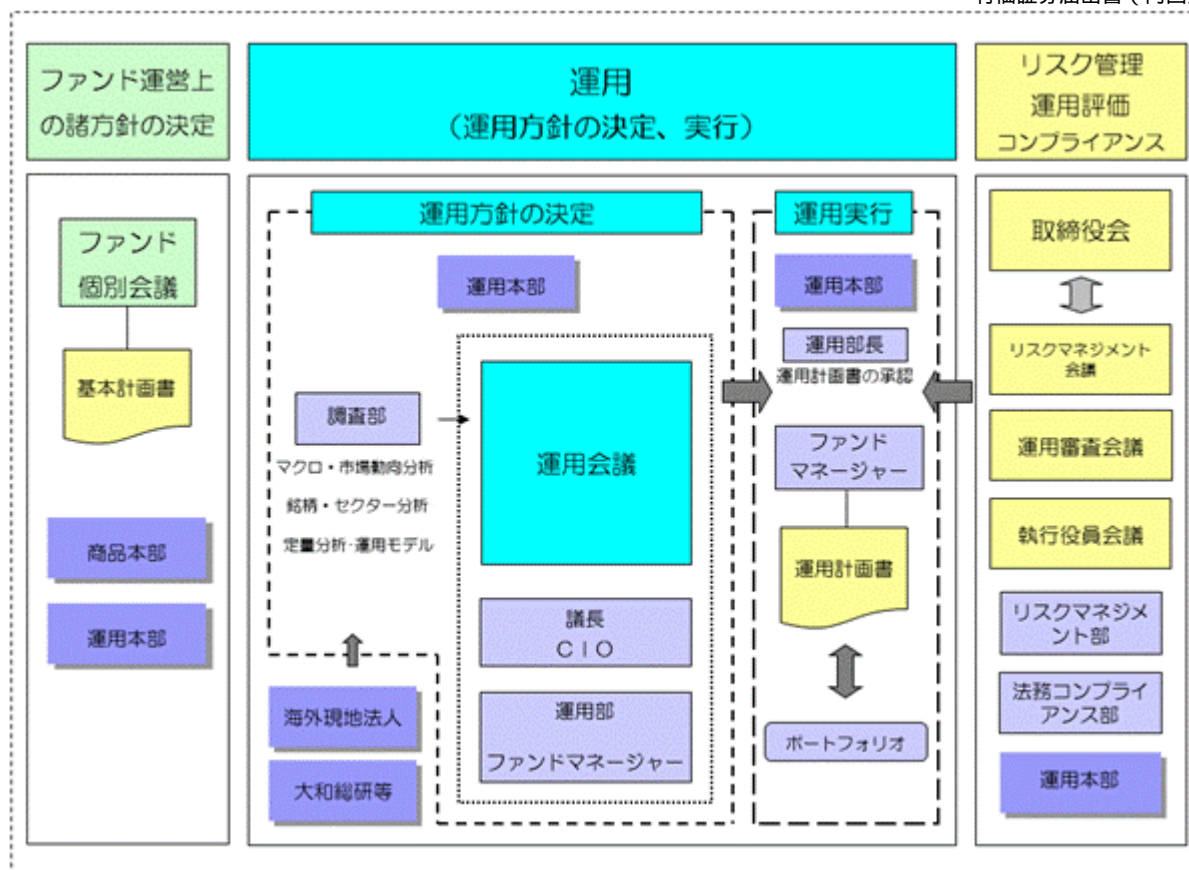 ファンド運営上
の諸方針の決定
運用
（運用方針の決定、実行）
リスク管理
運用評価
コンプライアンス
ファンド
個別会議
基本計画書
商品本部
運用本部
運用方針の決定
運用本部
調査部
マクロ・市場動向分析
銘柄・セクター分析
定量分析・運用モデル
運用会議
議長
CIO
運用部
ファンドマネージャー
海外現地法人
大和総研等
運用実行
運用本部
運用部長
運用計画書の承認
ファンド
マネージャー
運用計画書
ポートフォリオ
取締役会
リスクマネジメント
会議
運用審査会議
執行役員会議
リスクマネジメ
ント部
法務コンプライ
アンス部
運用本部